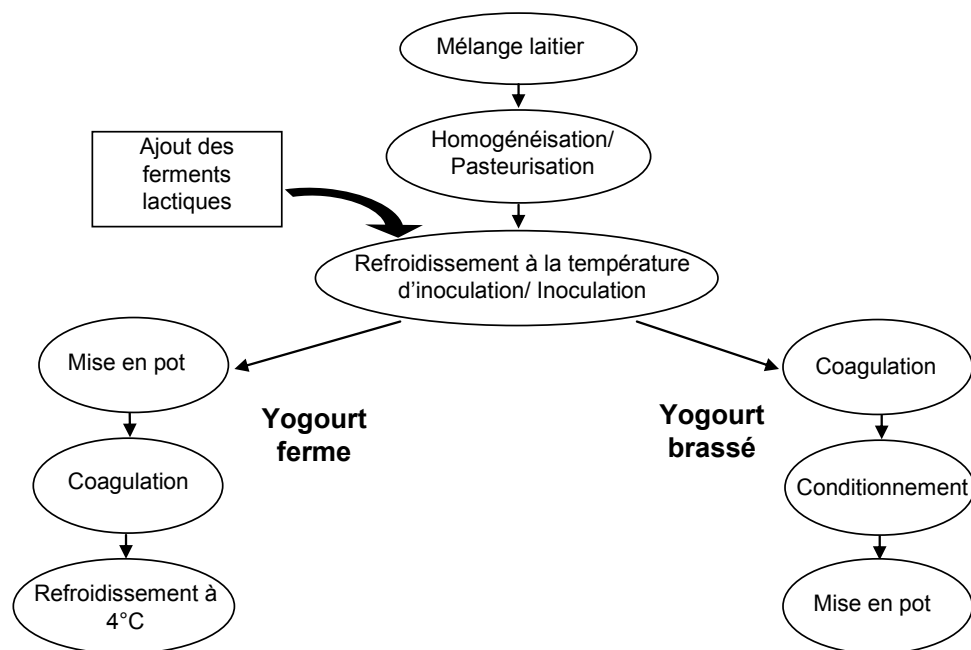 Mélange laitier
Homogénéisation/
Pasteurisation
Ajout des
ferments
lactiques
Refroidissement à la température
d’inoculation/ Inoculation
Mise en pot
Coagulation
Refroidissement à
4°C
Yogourt
ferme
Yogourt
brassé
Coagulation
Conditionnement
Mise en pot